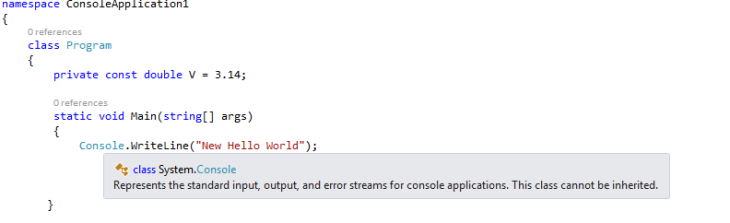 namespace ConsoleApplication1
{
0 references
class Program
{
private const double V = 3.14;
0 references
static void Main(string[] args)
{
Console.WriteLine("New Hello World");
class System.Console
Represents the standard input, output, and error streams for console applications. This class cannot be inherited.
}